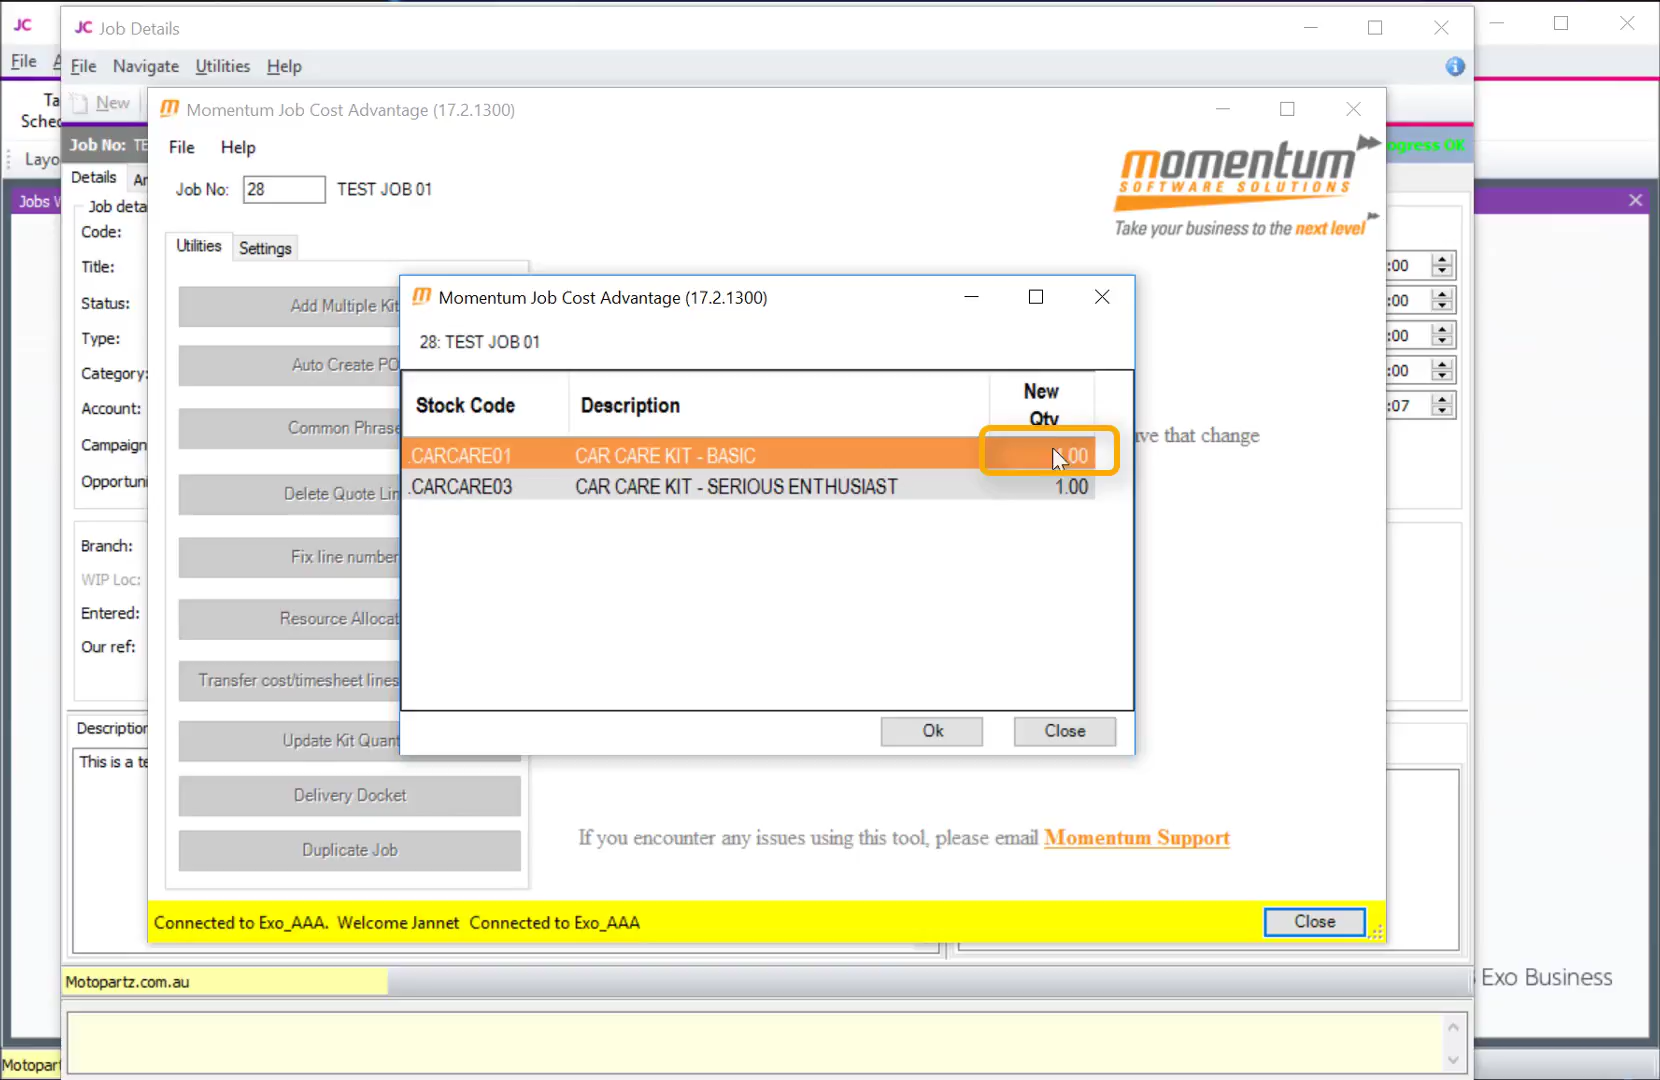 JC
JC Job Details
File
File Navigate Utilities Help
New
Momentum Job Cost Advantage (17.2.1300)
Job No:
ogress OK
File Help
momentum
SOFTWARE SOLUTIONS
Take your business to the next level
Job No: 28 TEST JOB 01
Details
Jobs
Job deta
Code:
Title:
Status:
Type:
Category:
Account:
Campaign
Opportuni
:00
:00
:00
:00
:07
Utilities Settings
Add Multiple Kit
Auto Create PO
Common Phrase
Delete Quote Lin
Fix line number
Resource Allocat
Transfer cost/timesheet lines
Update Kit Quant
Delivery Docket
Duplicate Job
Momentum Job Cost Advantage (17.2.1300)
28: TEST JOB 01
Stock Code Description New Qty
.CARCARE01 CAR CARE KIT - BASIC .00
.CARCARE03 CAR CARE KIT - SERIOUS ENTHUSIAST 1.00
Ok Close
ve that change
Branch:
WIP Loc:
Entered:
Our ref:
Description
This is a te
If you encounter any issues using this tool, please email Momentum Support
Connected to Exo_AAA. Welcome Jannet Connected to Exo_AAA
Close
Motopartz.com.au
Exo Business
Motopar